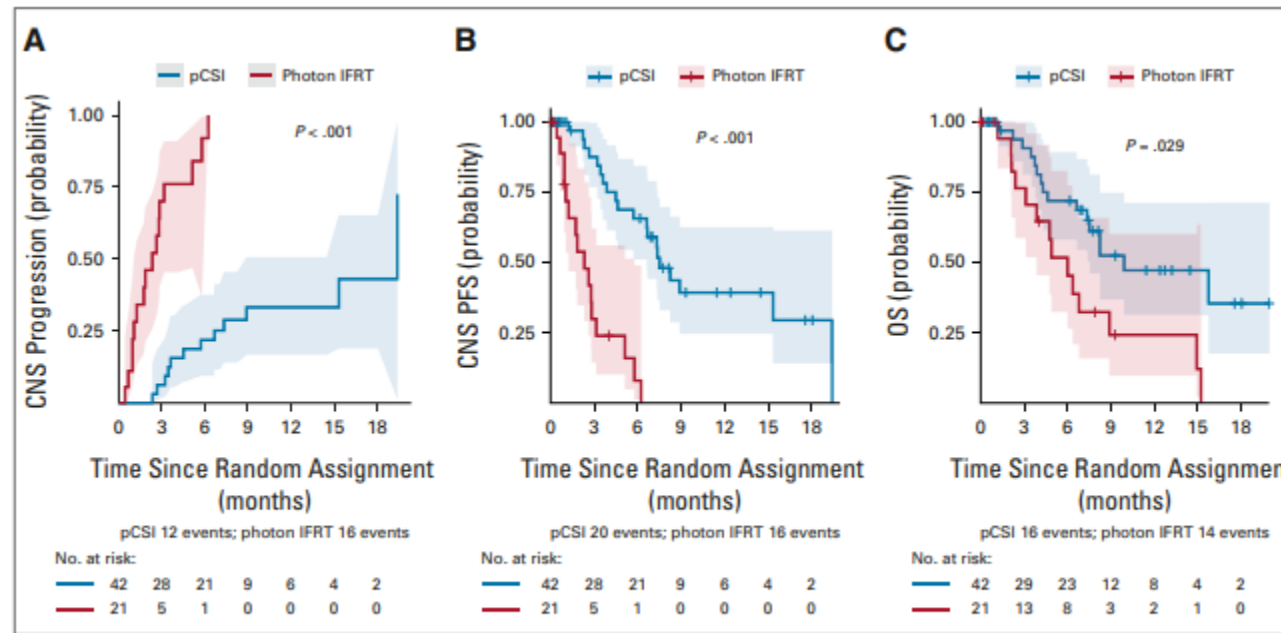 A
pCSI Photon IFRT
CNS Progression (probability)
1.00
0.75
0.50
0.25
P < .001
0 3 6 9 12 15 18
Time Since Random Assignment
(months)
pCSI 12 events; photon IFRT 16 events
No. at risk:
42 28 21 9 6 4 2
21 5 1 0 0 0 0
B
pCSI Photon IFRT
CNS PFS (probability)
1.00
0.75
0.50
0.25
P < .001
0 3 6 9 12 15 18
Time Since Random Assignment
(months)
pCSI 20 events; photon IFRT 16 events
No. at risk:
42 28 21 9 6 4 2
21 5 1 0 0 0 0
C
pCSI Photon IFRT
OS (probability)
1.00
0.75
0.50
0.25
P = .029
0 3 6 9 12 15 18
Time Since Random Assignmen
(months)
pCSI 16 events; photon IFRT 14 events
No. at risk:
42 29 23 12 8 4 2
21 13 8 3 2 1 0